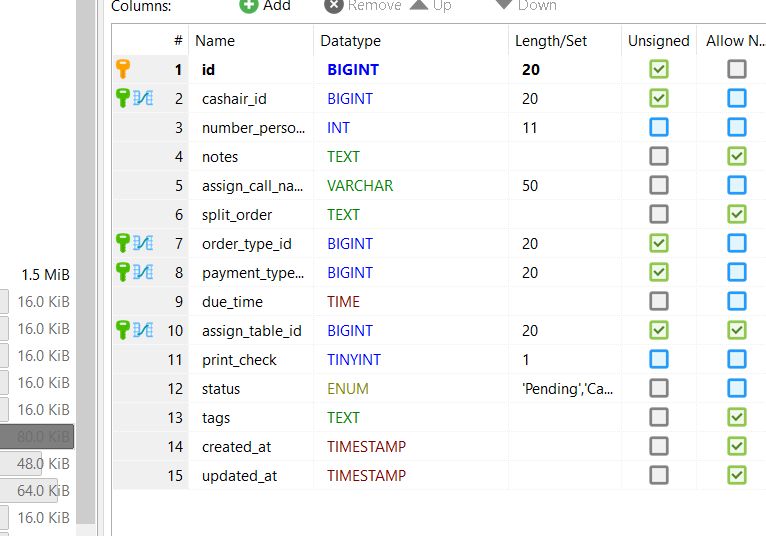 Columns: Add Remove Up Down
# Name Datatype Length/Set Unsigned Allow N...
1 id BIGINT 20
2 cashair_id BIGINT 20
3 number_perso... INT 11
4 notes TEXT
5 assign_call_na... VARCHAR 50
6 split_order TEXT
7 order_type_id BIGINT 20
1.5 MiB 8 payment_type... BIGINT 20
16.0 KiB 9 due_time TIME
16.0 KiB 10 assign_table_id BIGINT 20
16.0 KiB 11 print_check TINYINT 1
16.0 KiB 12 status ENUM 'Pending','Ca...
16.0 KiB 13 tags TEXT
80.0 KiB 14 created_at TIMESTAMP
48.0 KiB 15 updated_at TIMESTAMP
64.0 KiB
16.0 KiB